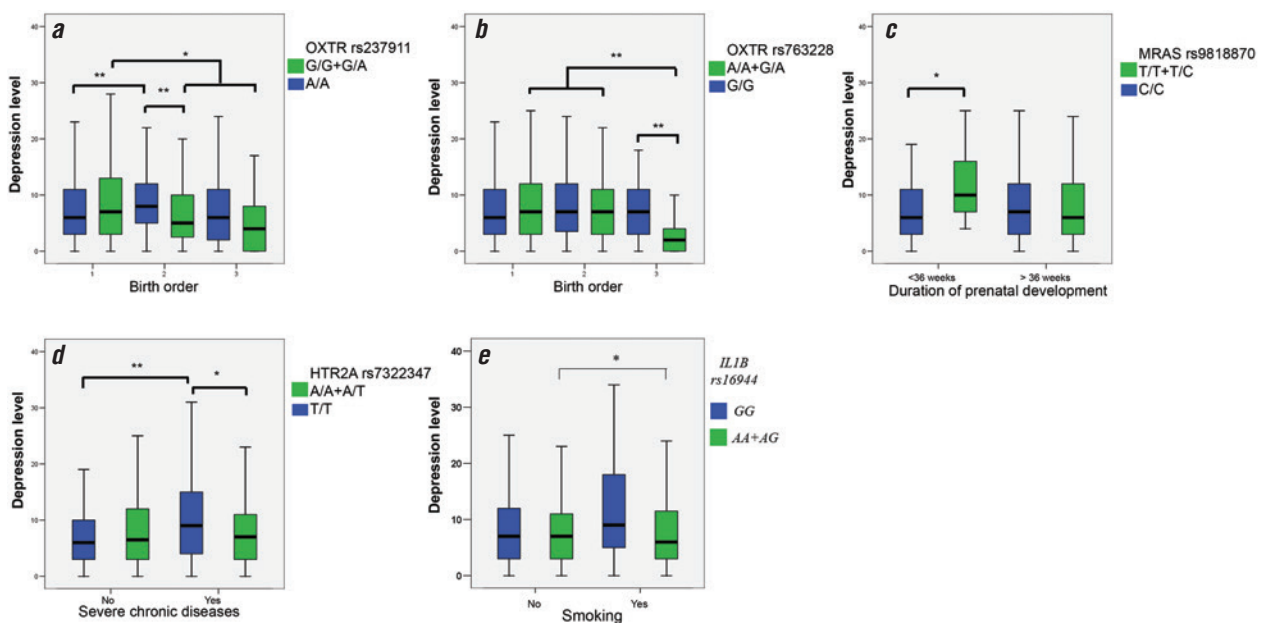 a
OXTR rs237911
G/G+G/A
A/A
*
**
**
Depression level
40
30
20
10
0
1 2 3
Birth order
b
OXTR rs763228
A/A+G/A
G/G
**
**
Depression level
40
30
20
10
0
1 2 3
Birth order
c
MRAS rs9818870
T/T+T/C
C/C
*
Depression level
40
30
20
10
0
<36 weeks > 36 weeks
Duration of prenatal development
d
HTR2A rs7322347
A/A+A/T
T/T
**
*
Depression level
40
30
20
10
0
No Yes
Severe chronic diseases
e
IL1B
rs16944
GG
AA+AG
*
Depression level
40
30
20
10
0
No Yes
Smoking